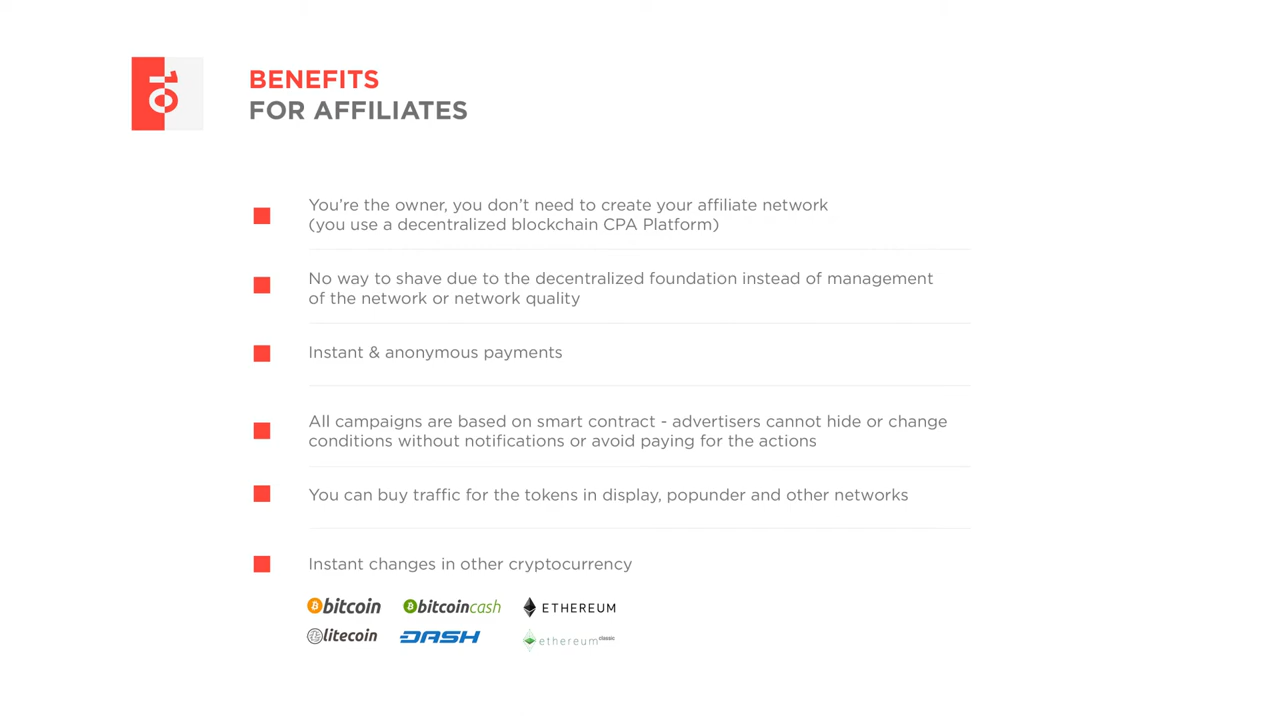 10
BENEFITS
FOR AFFILIATES
You’re the owner, you don’t need to create your affiliate network
(you use a decentralized blockchain CPA Platform)
No way to shave due to the decentralized foundation instead of management
of the network or network quality
Instant & anonymous payments
All campaigns are based on smart contract - advertisers cannot hide or change
conditions without notifications or avoid paying for the actions
You can buy traffic for the tokens in display, popunder and other networks
Instant changes in other cryptocurrency
bitcoin bitcoincash ETHEREUM
litecoin DASH ethereum classic